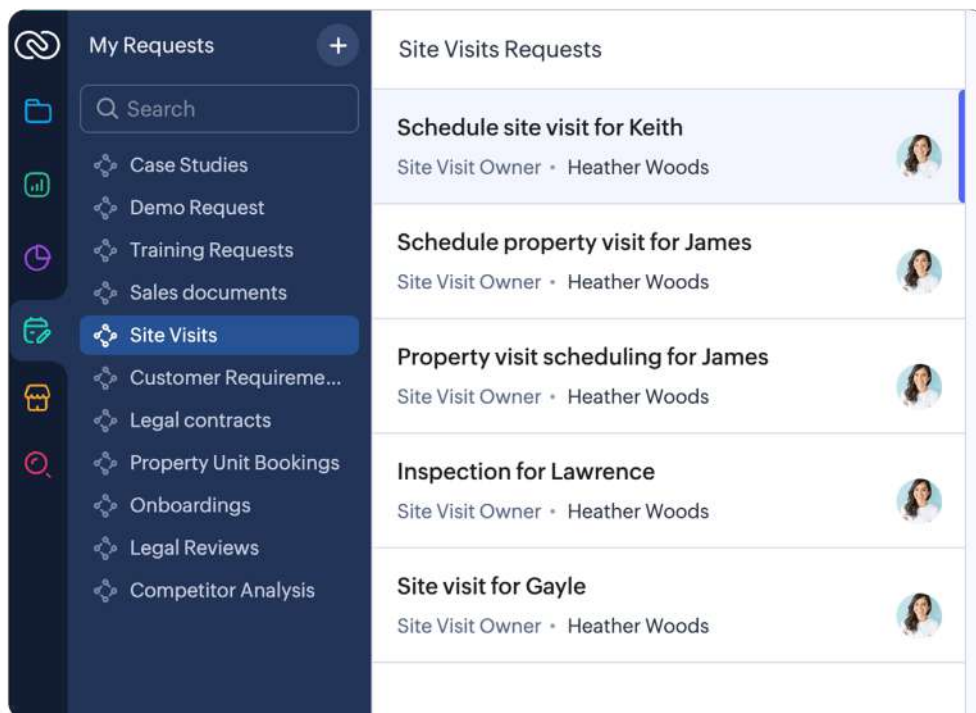 My Requests
+
Search
Case Studies
Demo Request
Training Requests
Sales documents
Site Visits
Customer Requireme...
Legal contracts
Property Unit Bookings
Onboardings
Legal Reviews
Competitor Analysis
Site Visits Requests
Schedule site visit for Keith
Site Visit Owner • Heather Woods
Schedule property visit for James
Site Visit Owner • Heather Woods
Property visit scheduling for James
Site Visit Owner • Heather Woods
Inspection for Lawrence
Site Visit Owner • Heather Woods
Site visit for Gayle
Site Visit Owner • Heather Woods